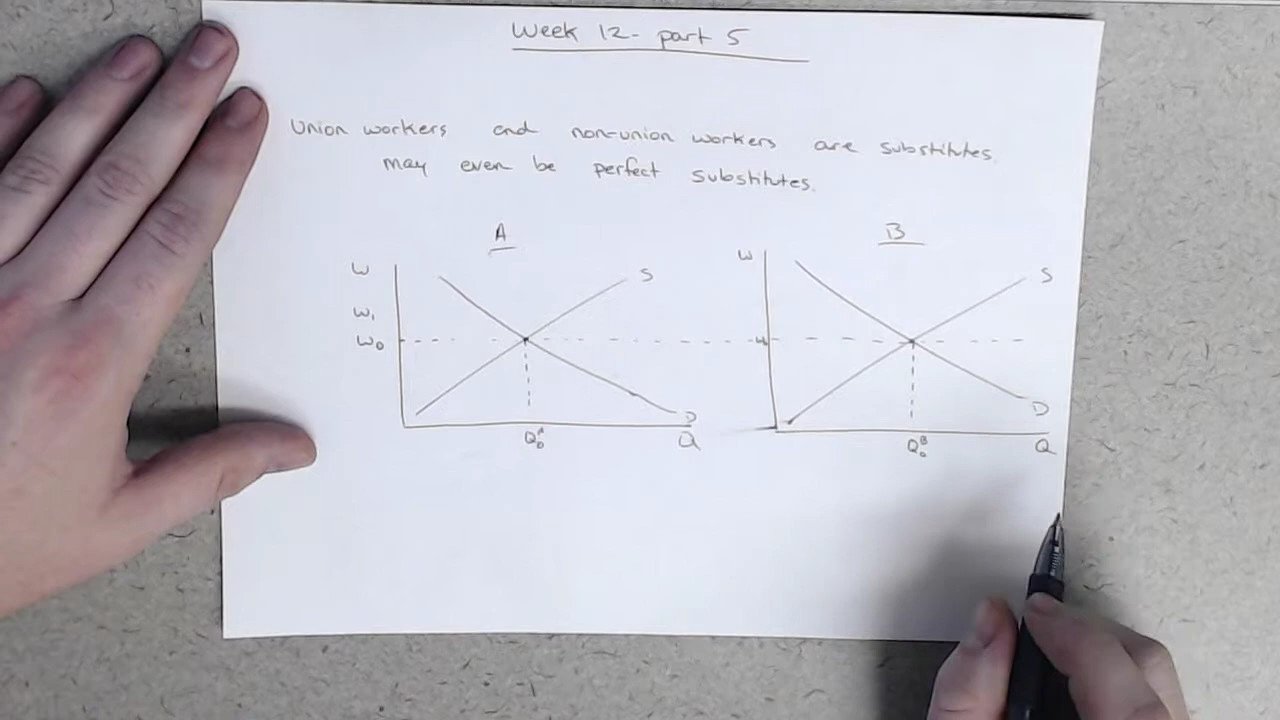 Week 12 - part 5
Union workers and non-union workers are substitutes
may even be perfect substitutes.
A B
W S W S
W₁
W₀
D D
Q₀ᴬ Q Q₀ᴮ Q